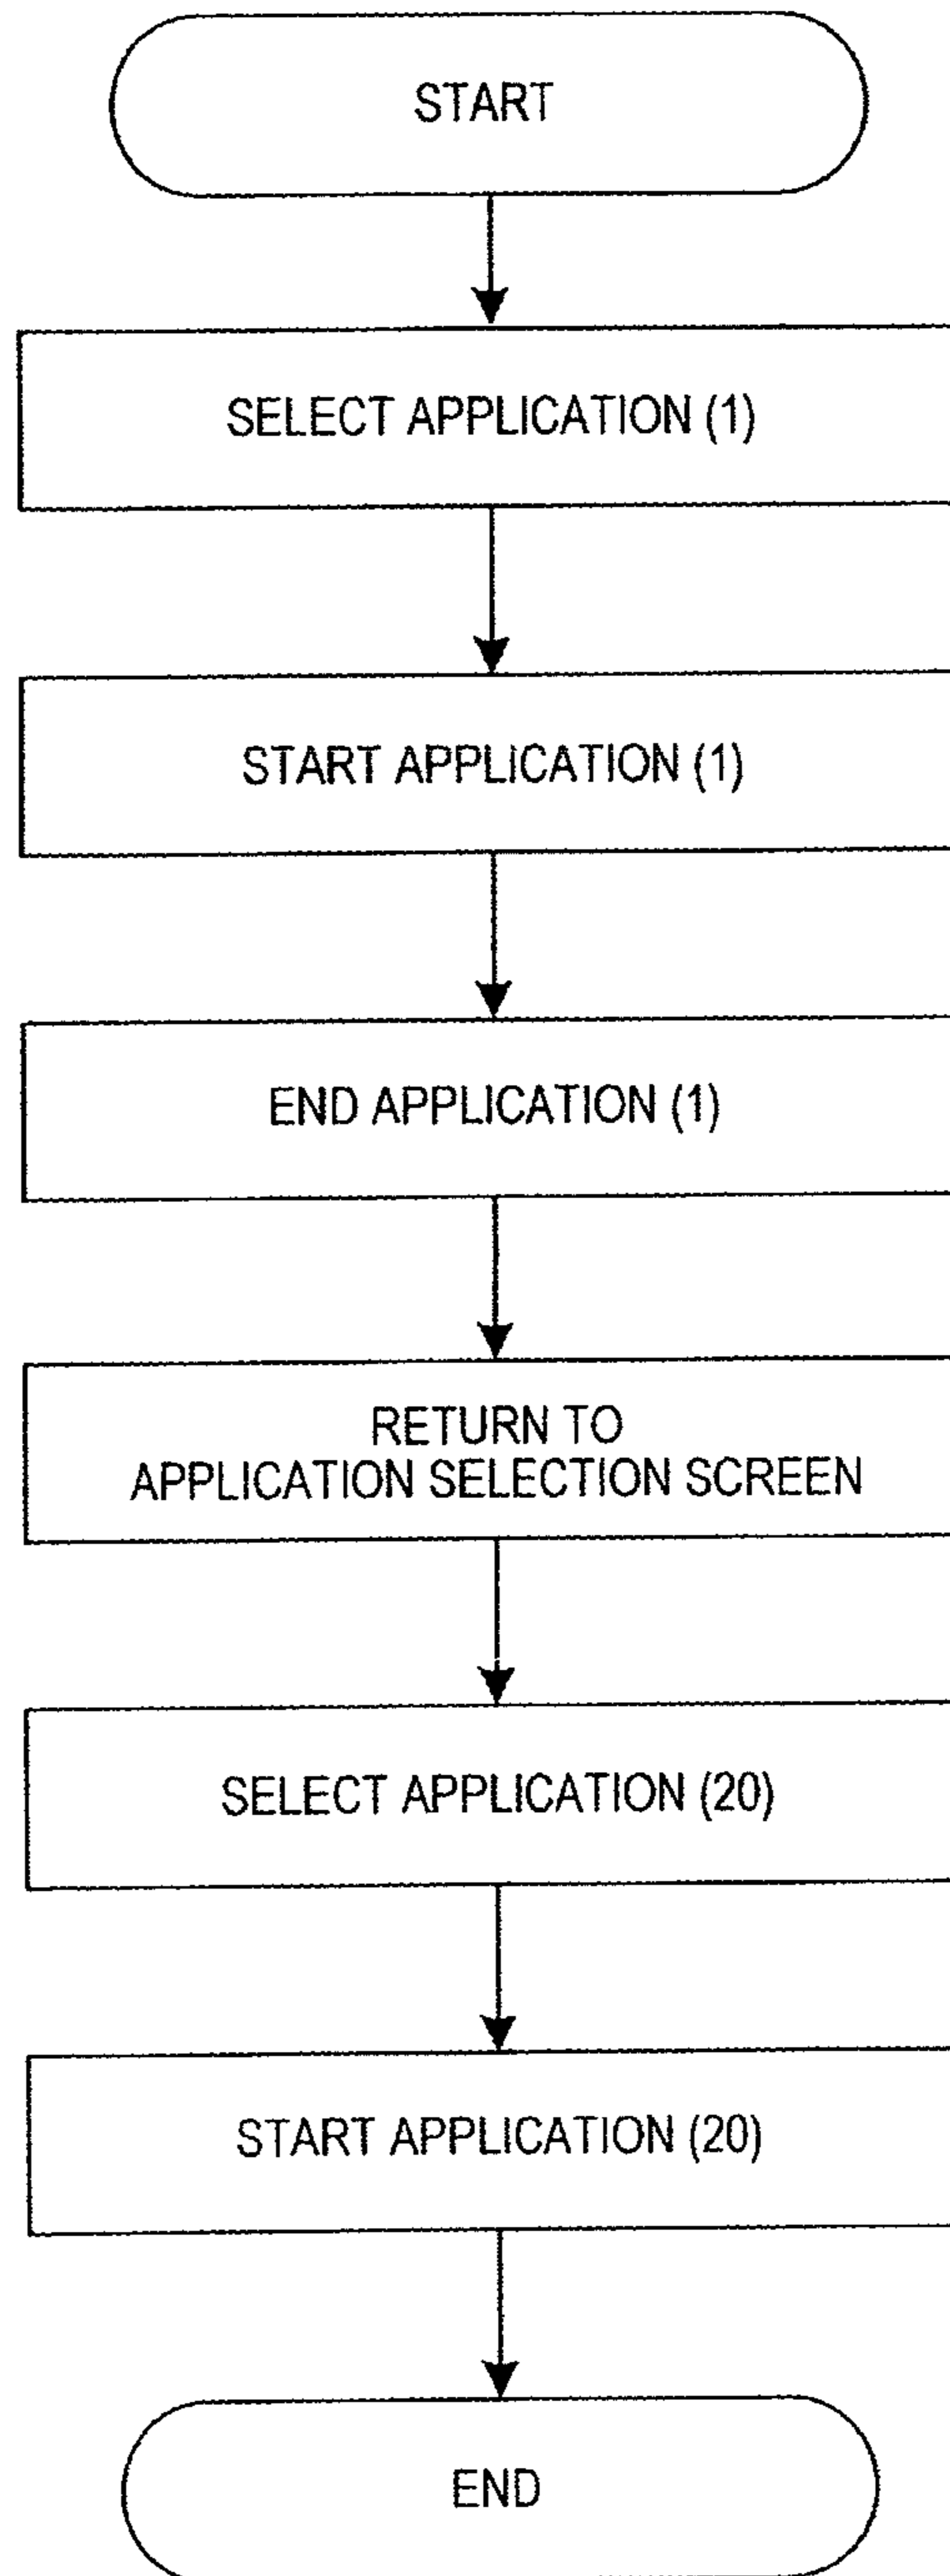 START
SELECT APPLICATION (1)
START APPLICATION (1)
END APPLICATION (1)
RETURN TO
APPLICATION SELECTION SCREEN
SELECT APPLICATION (20)
START APPLICATION (20)
END